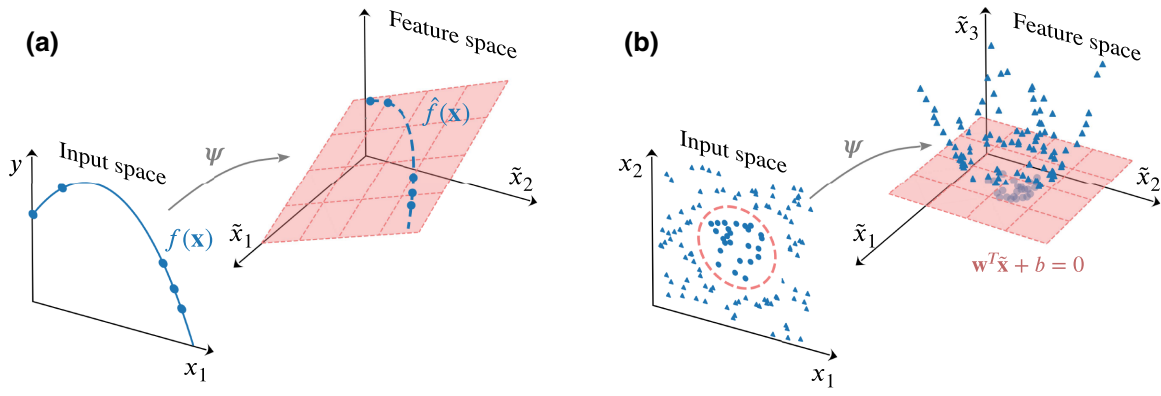 (a)
Feature space
f̂(x)
x̃₂
x̃₁
ψ
Input space
y
f(x)
x₁
(b)
x̃₃
Feature space
ψ
Input space
x₂
x̃₂
x̃₁
wᵀx̃ + b = 0
x₁